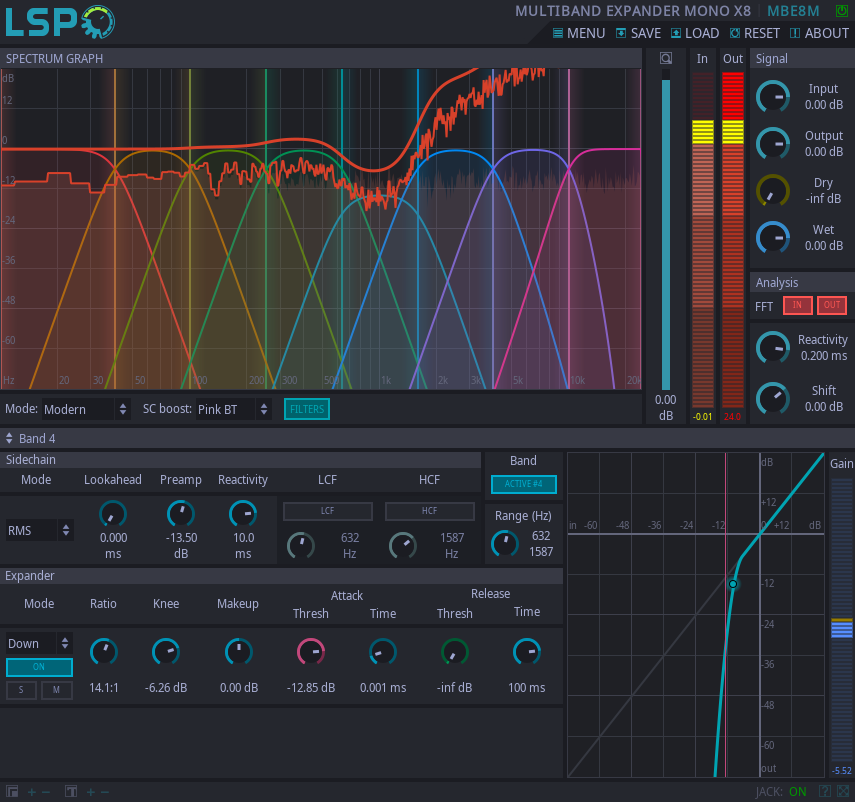 LSP
MULTIBAND EXPANDER MONO X8 MBE8M
MENU SAVE LOAD RESET ABOUT
SPECTRUM GRAPH
In Out
Signal
dB
12
0
-12
-24
-36
-48
-60
Hz 20 30 50 100 200 300 500 1k 2k 3k 5k 10k 20k
0.00
dB
-0.01 24.0
Input
0.00 dB
Output
0.00 dB
Dry
-inf dB
Wet
0.00 dB
Analysis
FFT IN OUT
Reactivity
0.200 ms
Shift
0.00 dB
Mode: Modern SC boost: Pink BT FILTERS
Band 4
Sidechain
Mode Lookahead Preamp Reactivity LCF HCF
RMS
0.000
ms
-13.50
dB
10.0
ms
LCF
632
Hz
HCF
1587
Hz
Band
ACTIVE #4
Range (Hz)
632
1587
Expander
Mode Ratio Knee Makeup
Attack
Thresh Time
Release
Thresh Time
Down
ON
S M
14.1:1 -6.26 dB 0.00 dB -12.85 dB 0.001 ms -inf dB 100 ms
dB
+12
in -60 -48 -36 -24 -12 0 +12 dB
-12
-24
-36
-48
-60
out
Gain
-5.52
JACK: ON ?